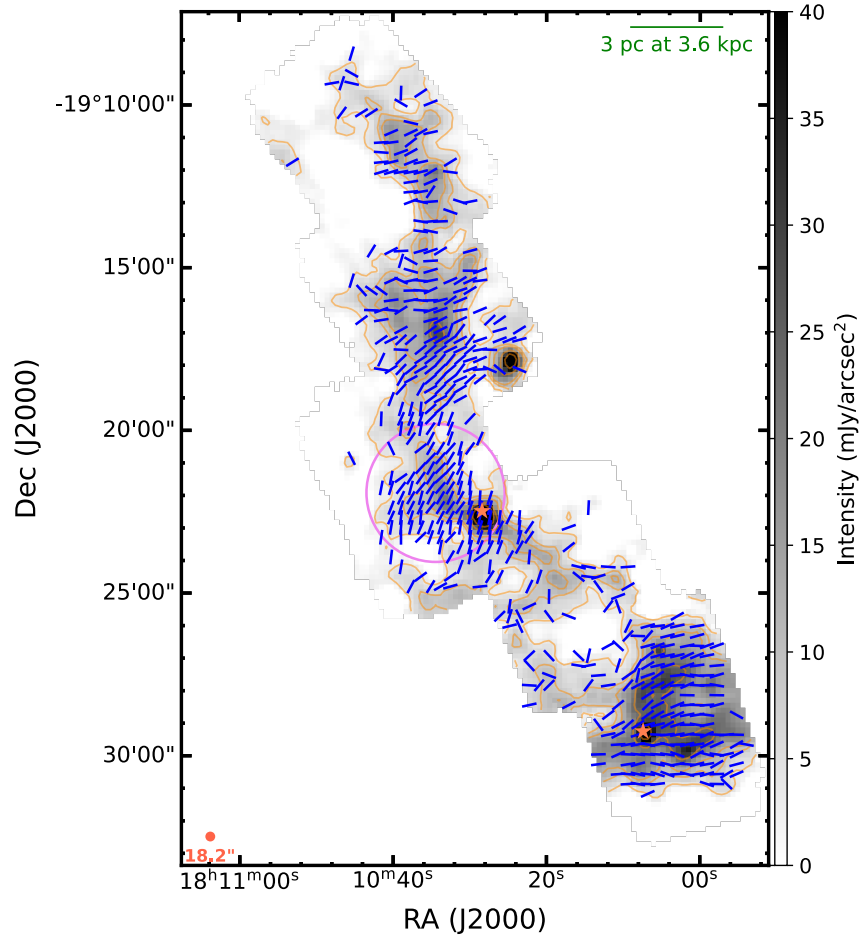 3 pc at 3.6 kpc
40
35
30
25
20
15
10
5
0
Intensity (mJy/arcsec²)
-19°10'00"
15'00"
20'00"
25'00"
30'00"
Dec (J2000)
18.2"
18ʰ11ᵐ00ˢ
10ᵐ40ˢ
20ˢ
00ˢ
RA (J2000)